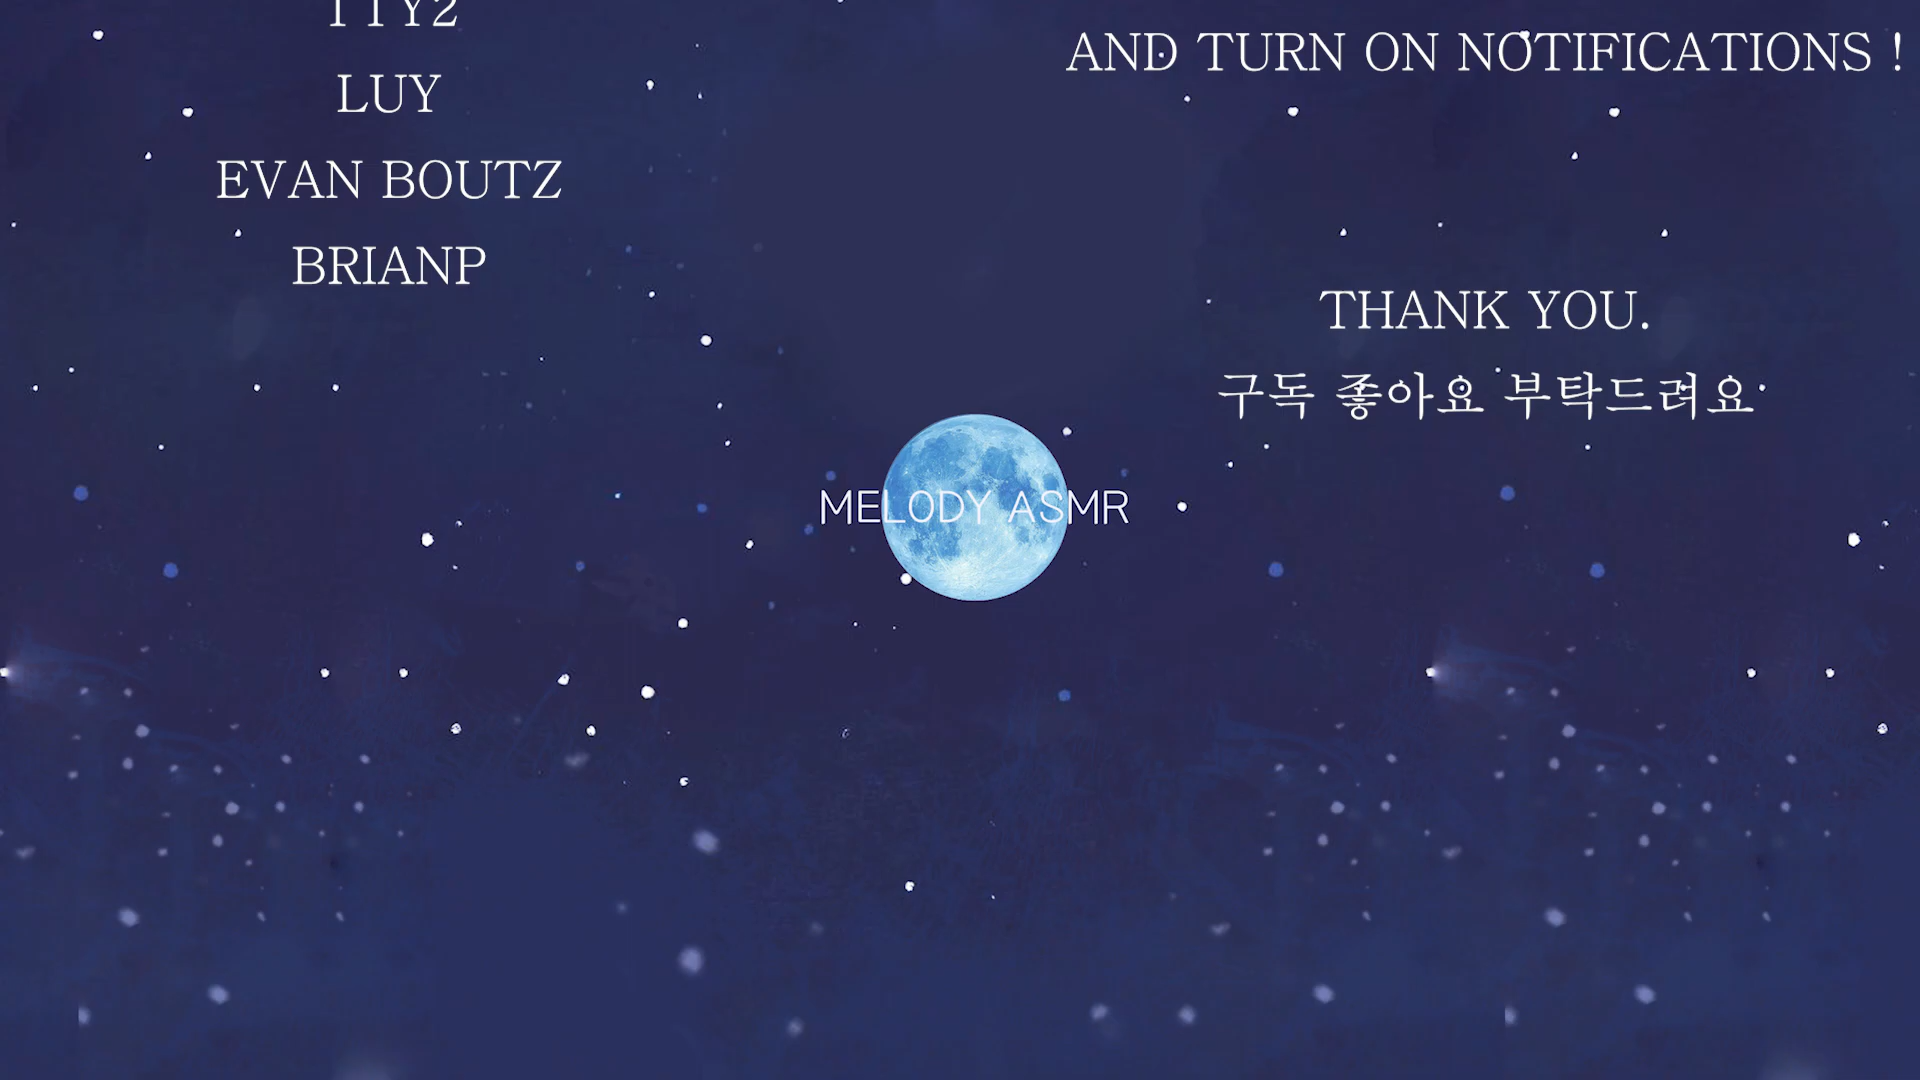 LUY
EVAN BOUTZ
BRIANP
AND TURN ON NOTIFICATIONS !
THANK YOU.
구독 좋아요 부탁드려요
MELODY ASMR